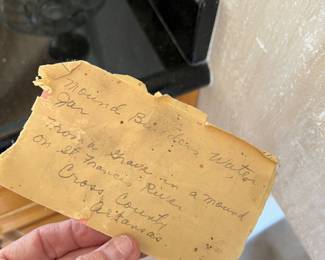 Mound Builders Water
Jar
From a Grave in a mound
on St Francis River
Cross County
Arkansas